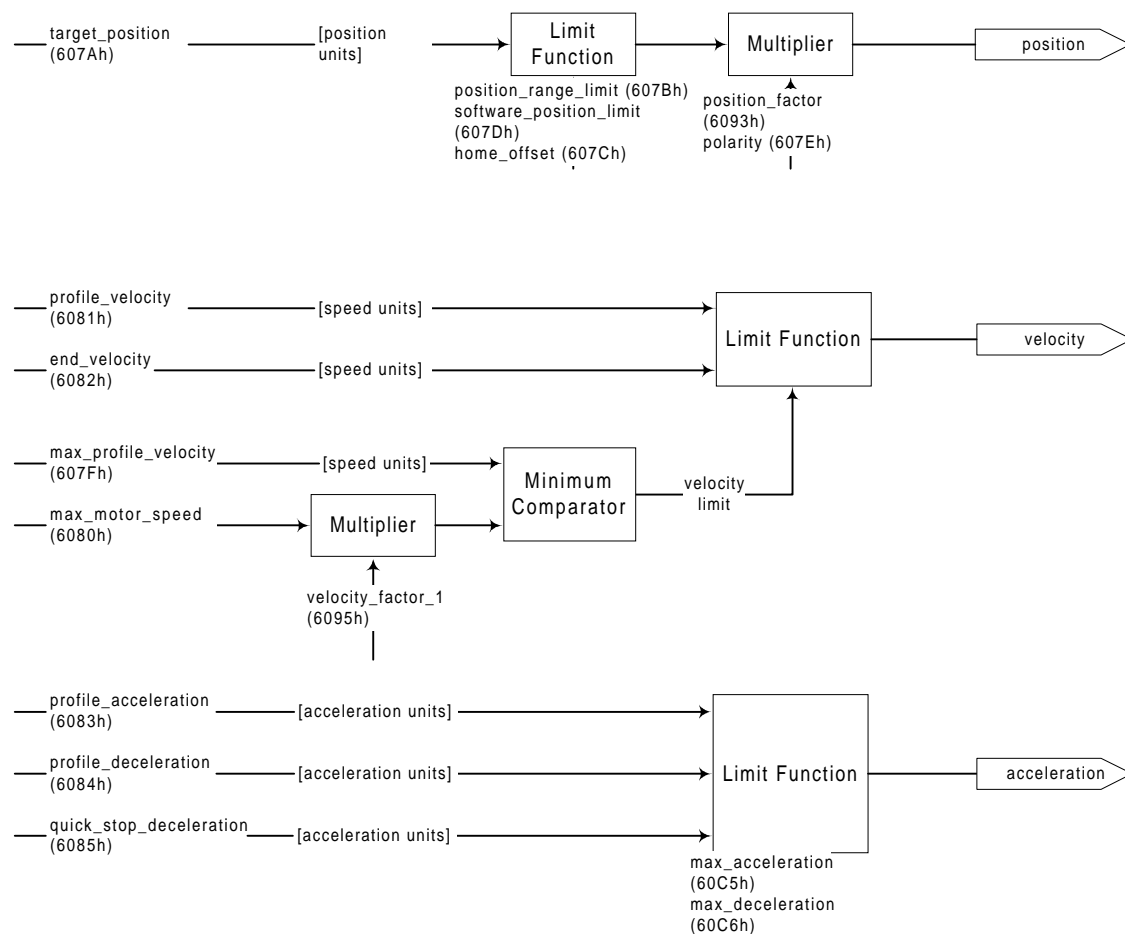 target_position
(607Ah)
[position
units]
Limit
Function
Multiplier
position
position_range_limit (607Bh)
software_position_limit
(607Dh)
home_offset (607Ch)
position_factor
(6093h)
polarity (607Eh)
profile_velocity
(6081h)
[speed units]
end_velocity
(6082h)
[speed units]
Limit Function
velocity
max_profile_velocity
(607Fh)
[speed units]
max_motor_speed
(6080h)
Multiplier
Minimum
Comparator
velocity
limit
velocity_factor_1
(6095h)
profile_acceleration
(6083h)
[acceleration units]
profile_deceleration
(6084h)
[acceleration units]
quick_stop_deceleration
(6085h)
[acceleration units]
Limit Function
acceleration
max_acceleration
(60C5h)
max_deceleration
(60C6h)